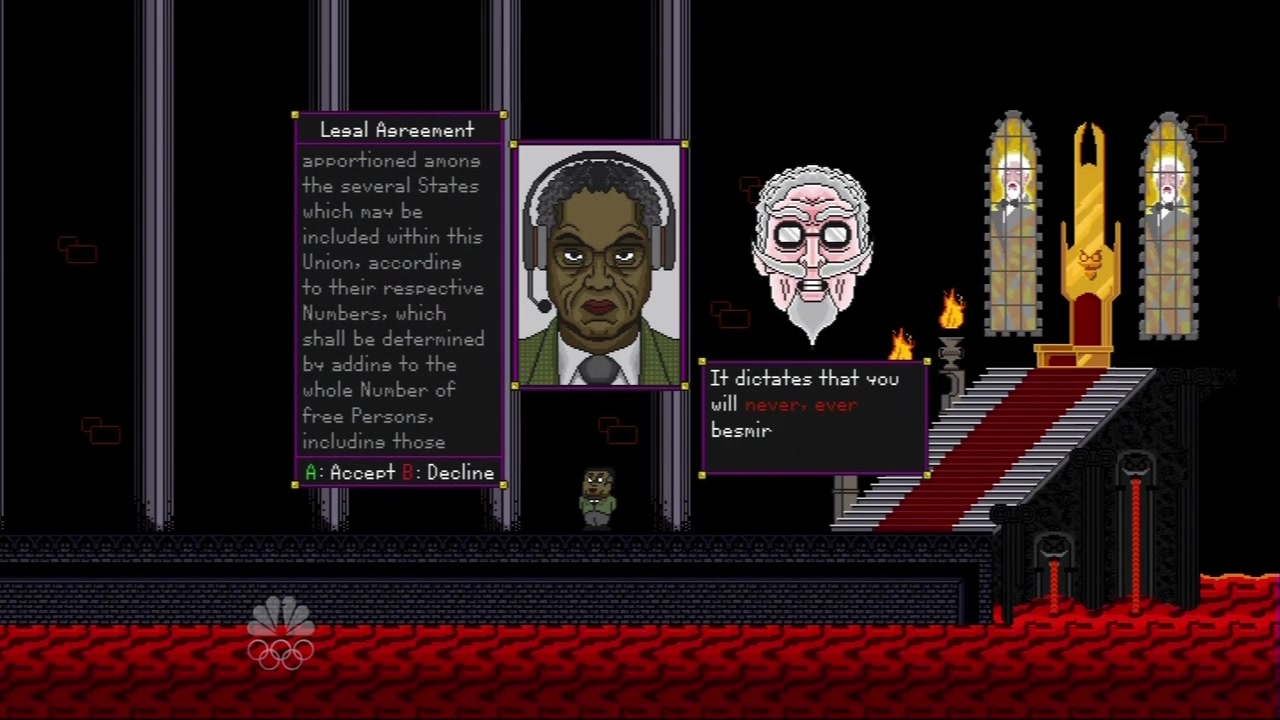 Legal Agreement
apportioned among
the several States
which may be
included within this
Union, according
to their respective
Numbers, which
shall be determined
by adding to the
whole Number of
free Persons,
including those
A: Accept B: Decline
It dictates that you
will never, ever
besmir